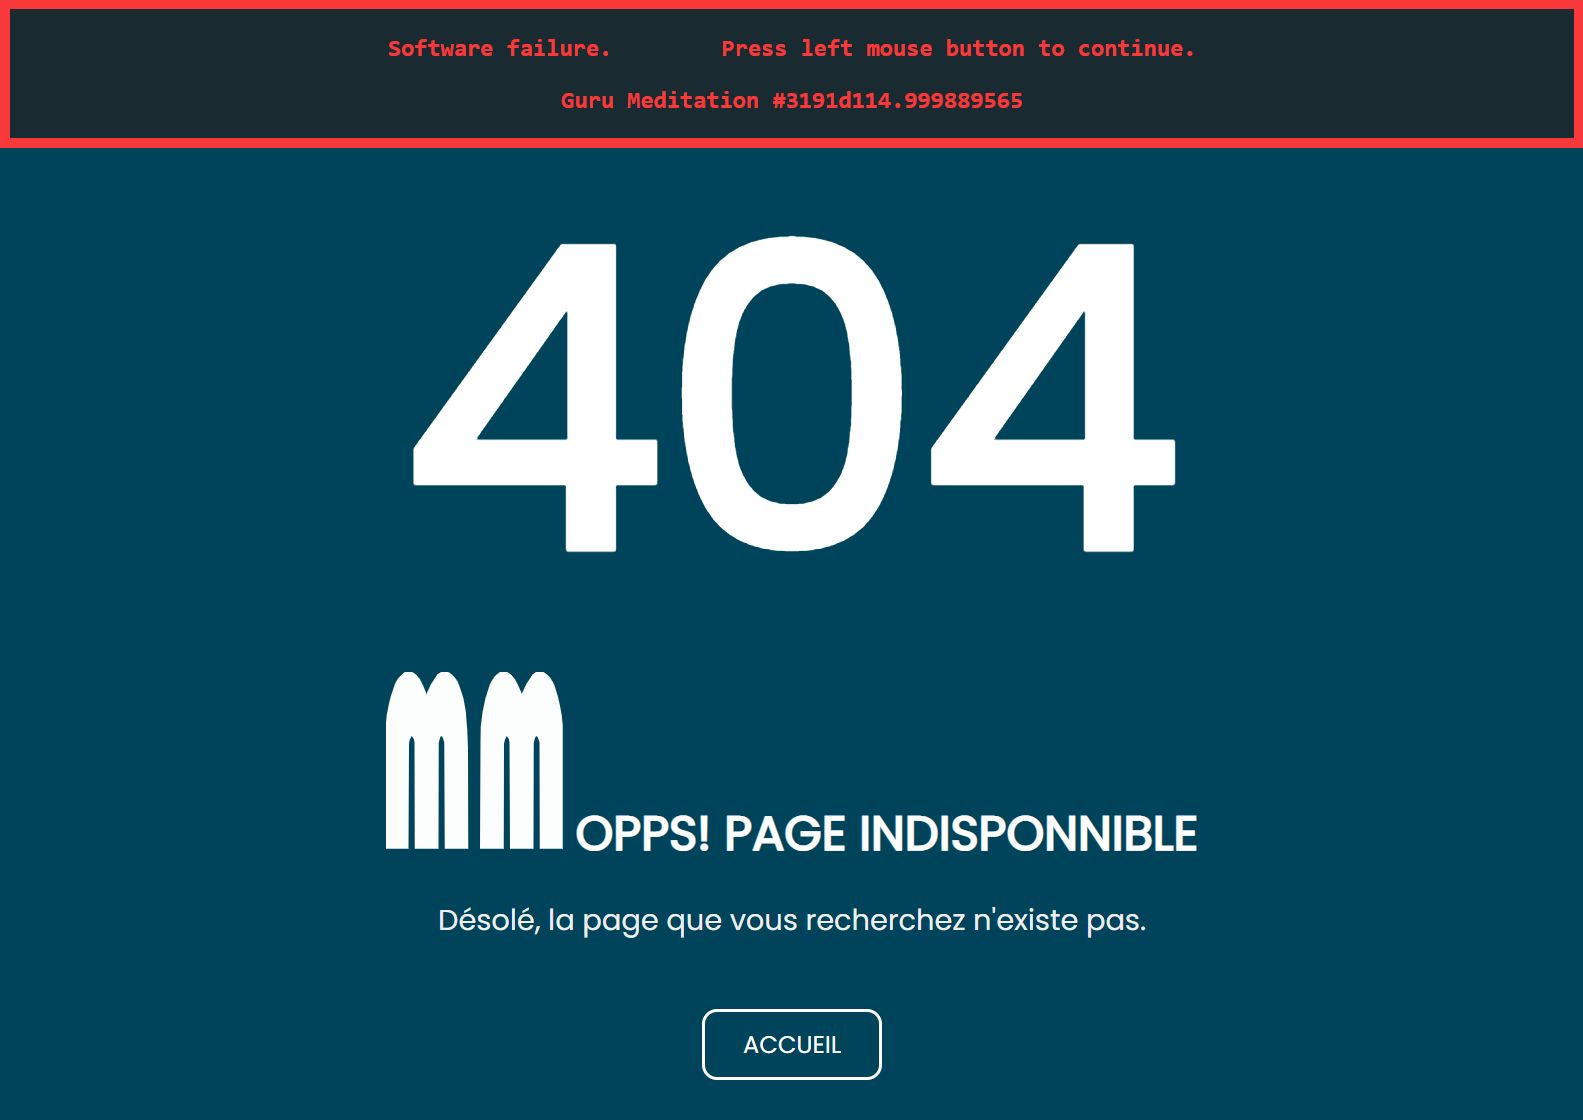 Software failure. Press left mouse button to continue.
Guru Meditation #3191d114.999889565
404
OPPS! PAGE INDISPONNIBLE
Désolé, la page que vous recherchez n'existe pas.
ACCUEIL